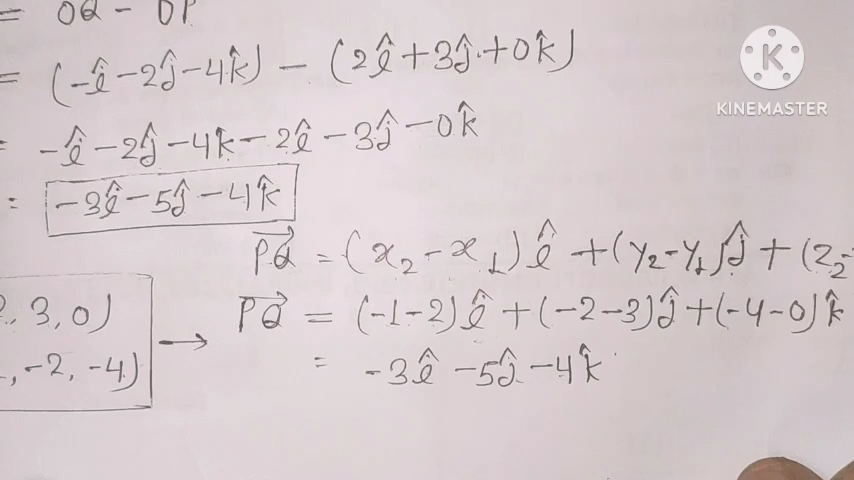 = OQ - OP
= (-î - 2ĵ - 4k̂) - (2î + 3ĵ + 0k̂)
= -î - 2ĵ - 4k̂ - 2î - 3ĵ - 0k̂
= -3î - 5ĵ - 4k̂
PQ⃗ = (x₂ - x₁)î + (y₂ - y₁)ĵ + (z₂ -
, 3, 0)
PQ⃗ = (-1-2)î + (-2-3)ĵ + (-4-0)k̂
, -2, -4)
= -3î - 5ĵ - 4k̂
K
KINEMASTER